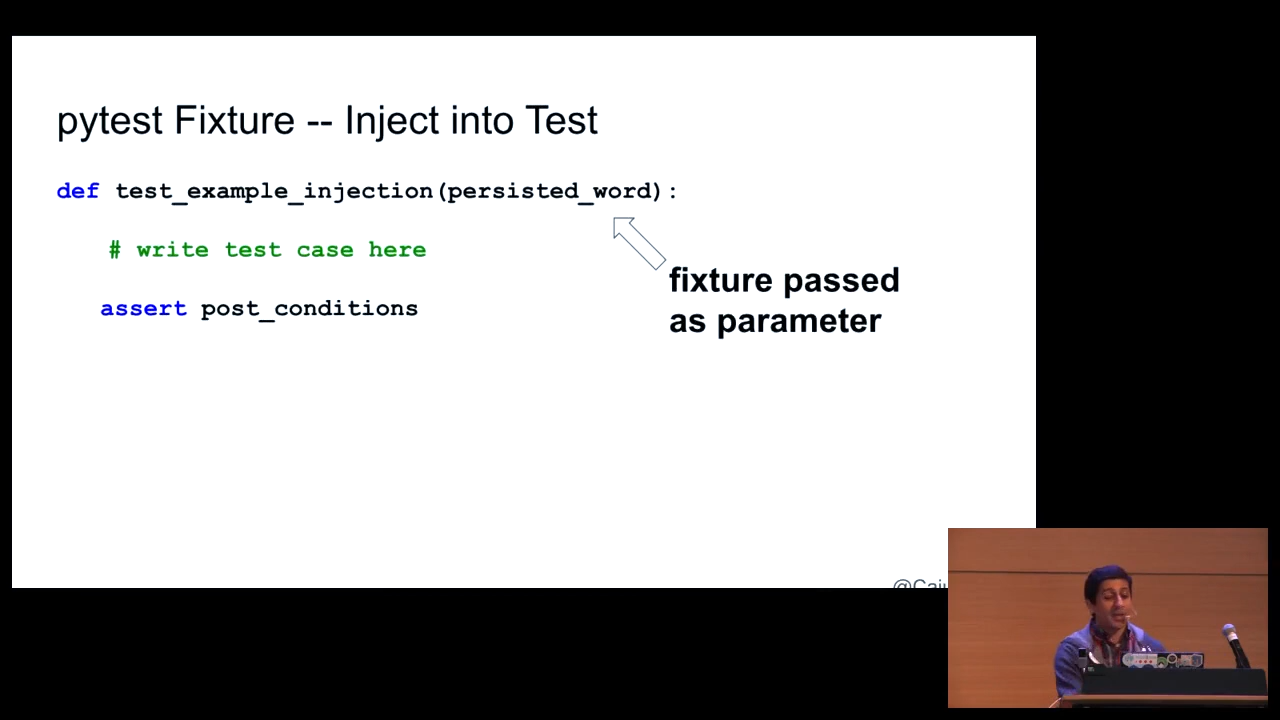 pytest Fixture -- Inject into Test
def test_example_injection(persisted_word):
# write test case here
fixture passed
as parameter
assert post_conditions